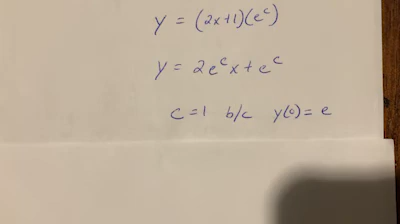 y = (2x+1)(e^c)
y = 2e^c x + e^c
c = 1 b/c y(0) = e